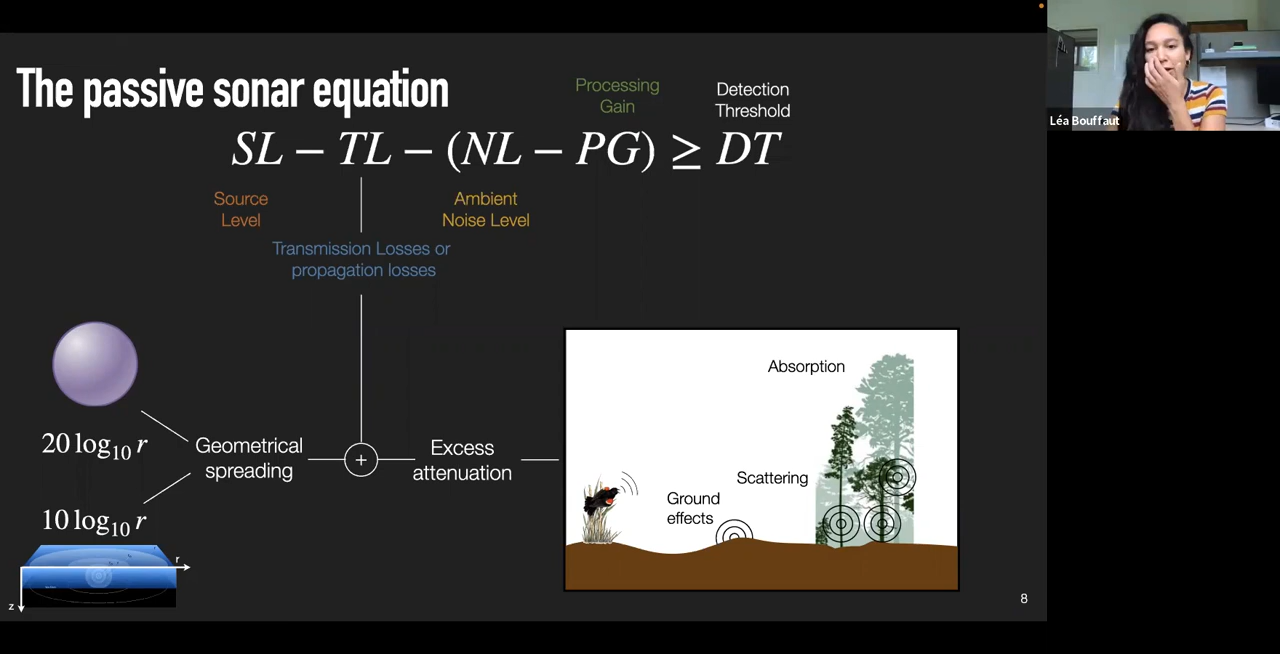 The passive sonar equation
Processing
Gain
Detection
Threshold
SL − TL − (NL − PG) ≥ DT
Source
Level
Ambient
Noise Level
Transmission Losses or
propagation losses
20 log₁₀ r
10 log₁₀ r
Geometrical
spreading
+
Excess
attenuation
Absorption
Scattering
Ground
effects
r
z
8
Léa Bouffaut